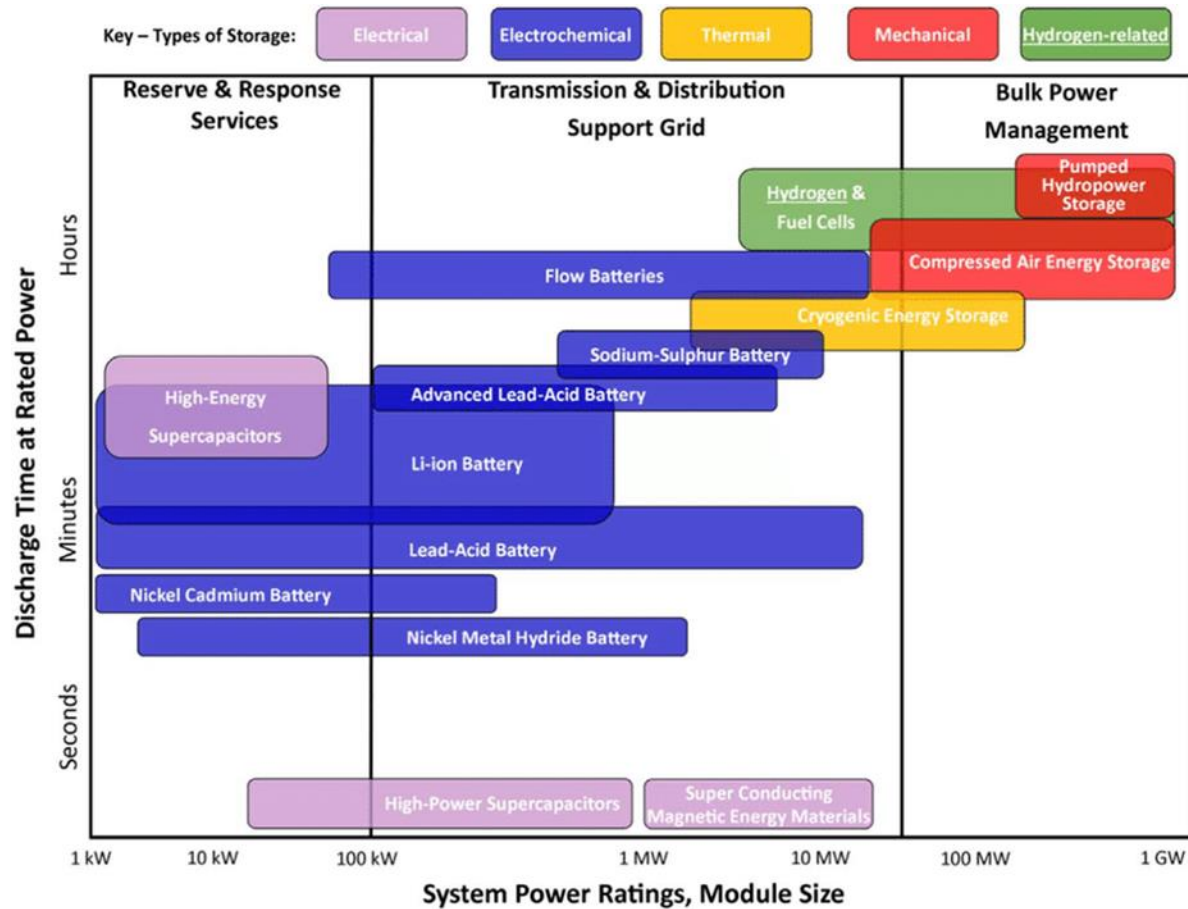 Key – Types of Storage:
Electrical
Electrochemical
Thermal
Mechanical
Hydrogen-related
Reserve & Response
Services
Transmission & Distribution
Support Grid
Bulk Power
Management
Pumped
Hydropower
Storage
Hydrogen &
Fuel Cells
Compressed Air Energy Storage
Flow Batteries
Cryogenic Energy Storage
Sodium-Sulphur Battery
Advanced Lead-Acid Battery
High-Energy
Supercapacitors
Li-ion Battery
Lead-Acid Battery
Nickel Cadmium Battery
Nickel Metal Hydride Battery
High-Power Supercapacitors
Super Conducting
Magnetic Energy Materials
Discharge Time at Rated Power
Hours
Minutes
Seconds
1 kW
10 kW
100 kW
1 MW
10 MW
100 MW
1 GW
System Power Ratings, Module Size